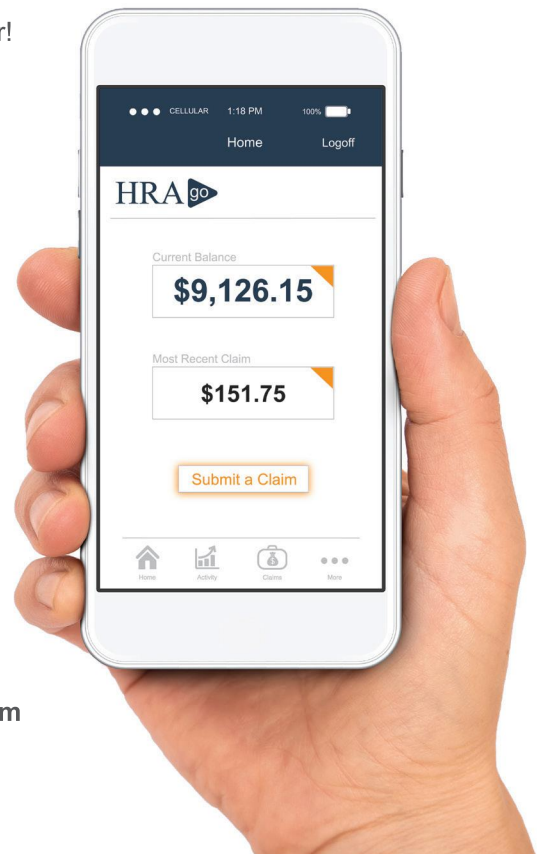 r!
CELLULAR 1:18 PM 100%
Home Logoff
HRA go
Current Balance
$9,126.15
Most Recent Claim
$151.75
Submit a Claim
Home Activity Claims More
m